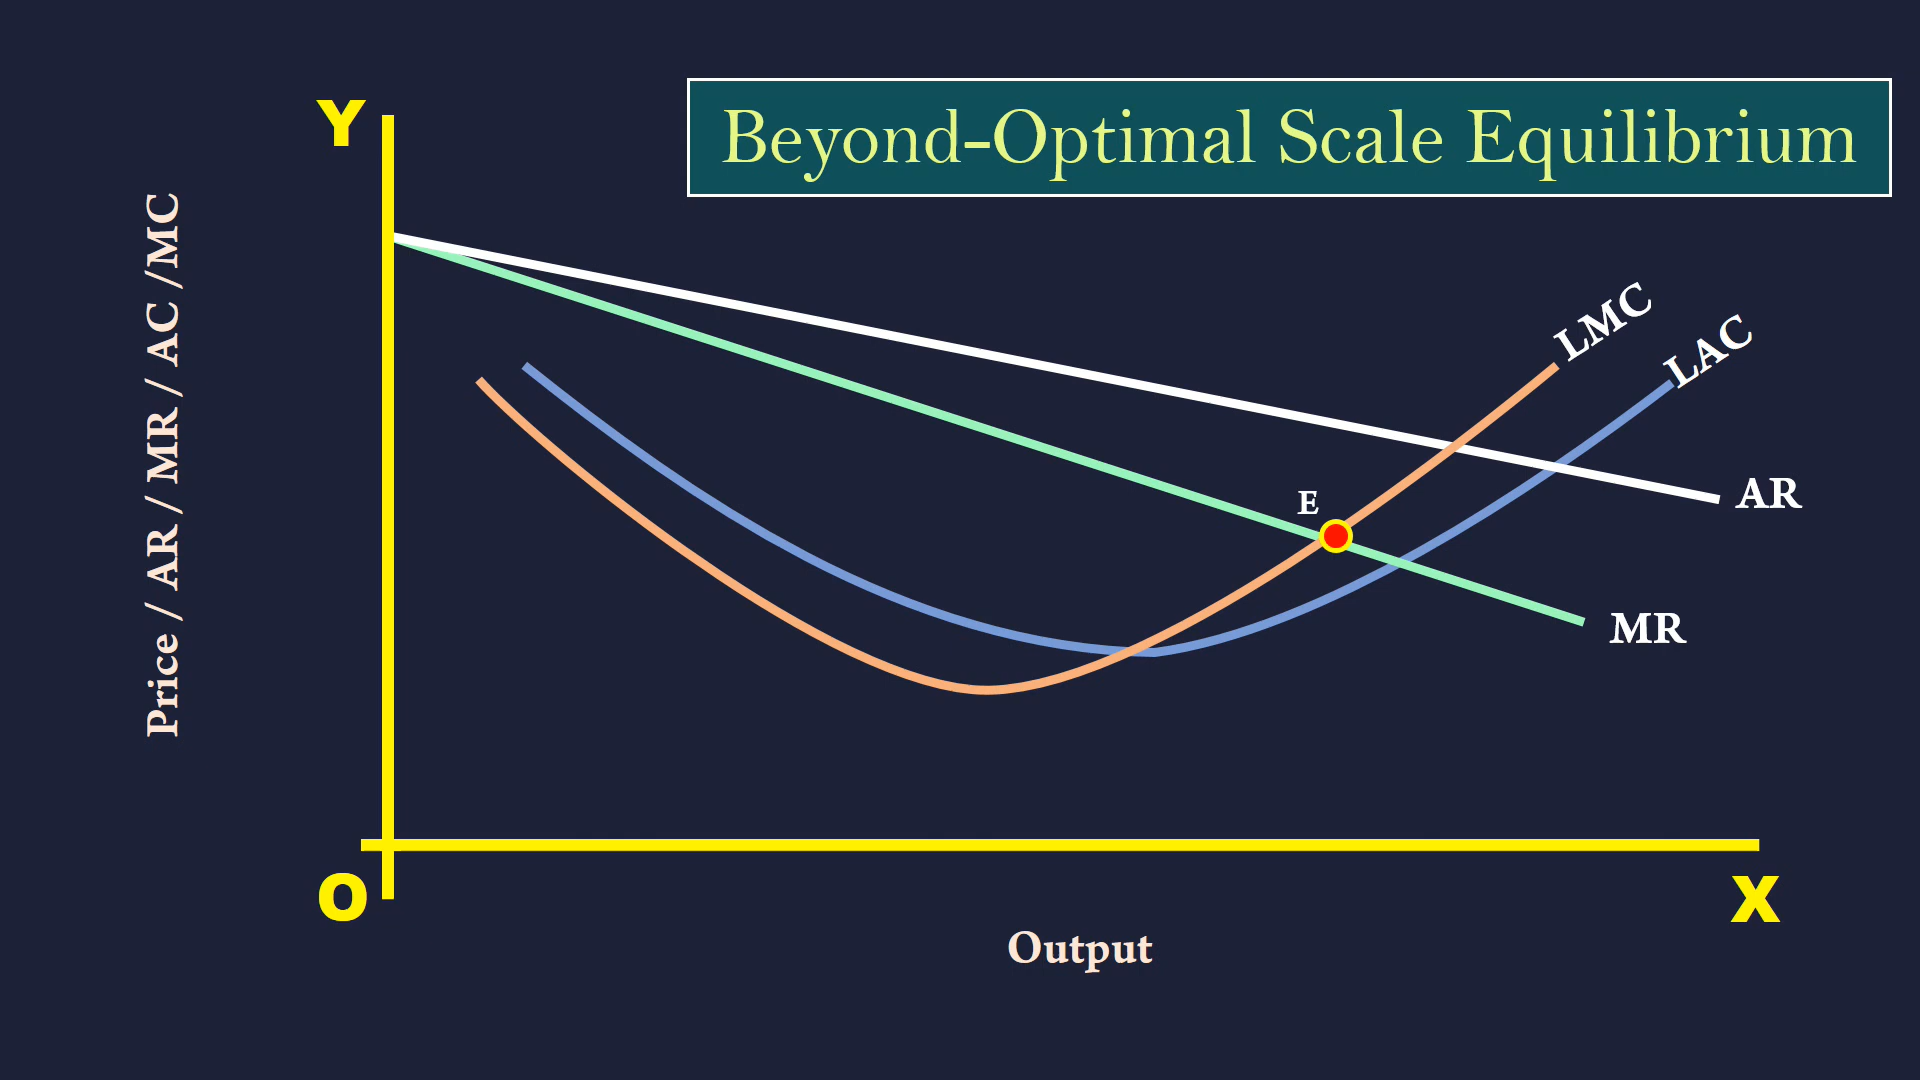 Beyond-Optimal Scale Equilibrium
Y
Price / AR / MR / AC /MC
LMC
LAC
AR
E
MR
O
X
Output